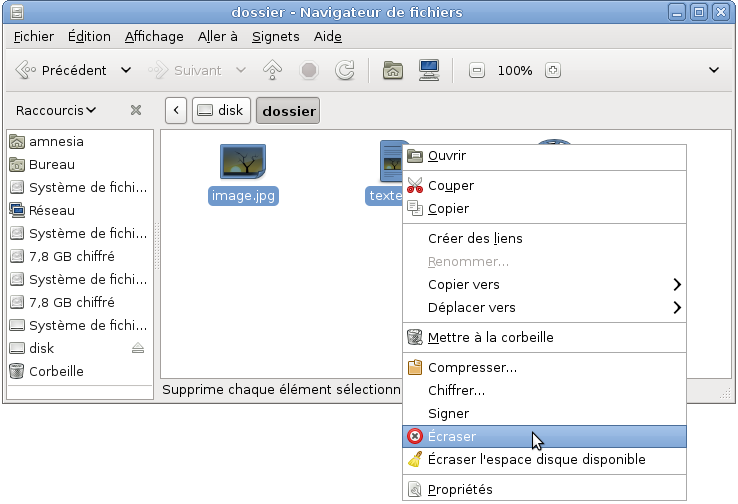 dossier - Navigateur de fichiers
Fichier Édition Affichage Aller à Signets Aide
Précédent Suivant 100%
Raccourcis disk dossier
amnesia
Bureau
Système de fichi...
Réseau
Système de fichi...
7,8 GB chiffré
Système de fichi...
7,8 GB chiffré
Système de fichi...
disk
Corbeille
image.jpg texte
Supprime chaque élément sélectionn
Ouvrir
Couper
Copier
Créer des liens
Renommer...
Copier vers
Déplacer vers
Mettre à la corbeille
Compresser...
Chiffrer...
Signer
Écraser
Écraser l'espace disque disponible
Propriétés